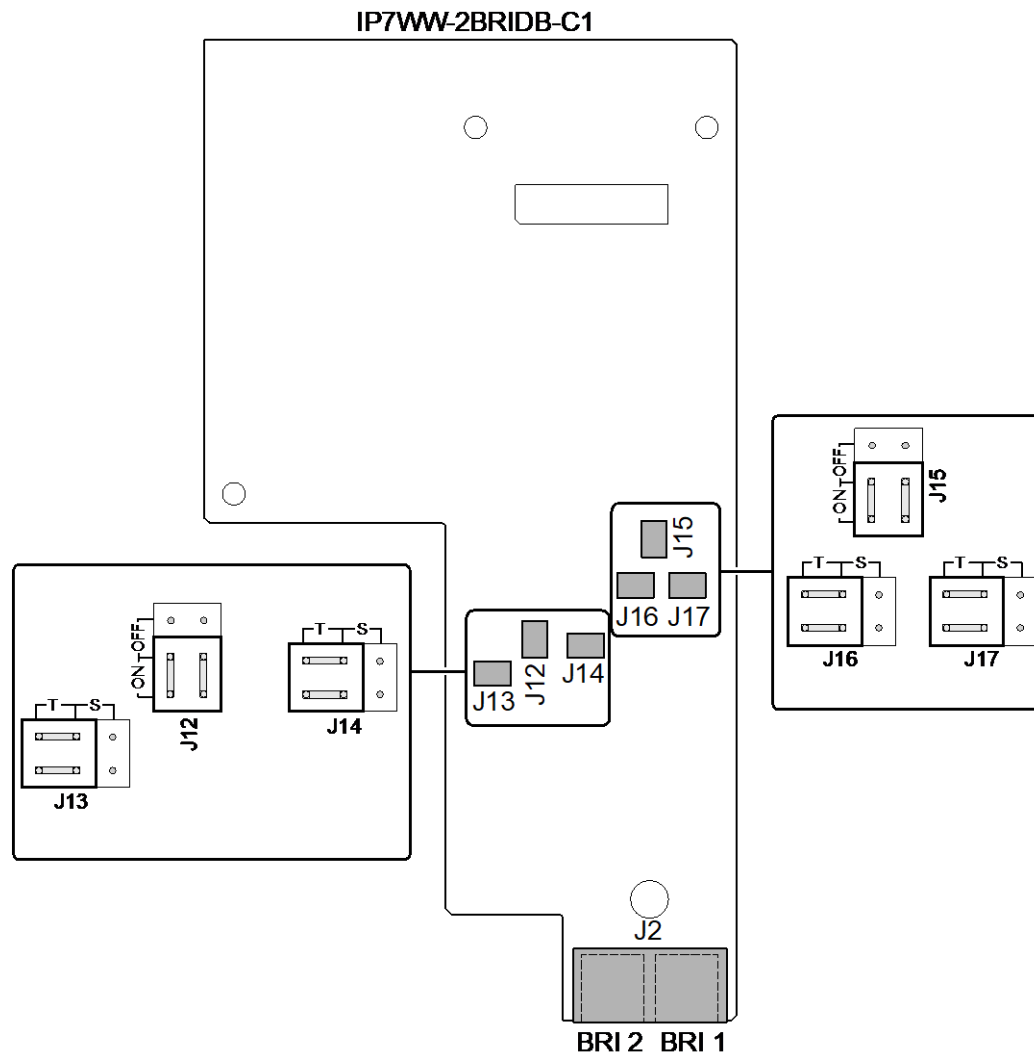 IP7WW-2BRIDB-C1
ON OFF
J15
T S
J16
T S
J17
J15
J16 J17
J12
J13
J14
ON OFF
J12
T S
J14
T S
J13
J2
BRI 2 BRI 1